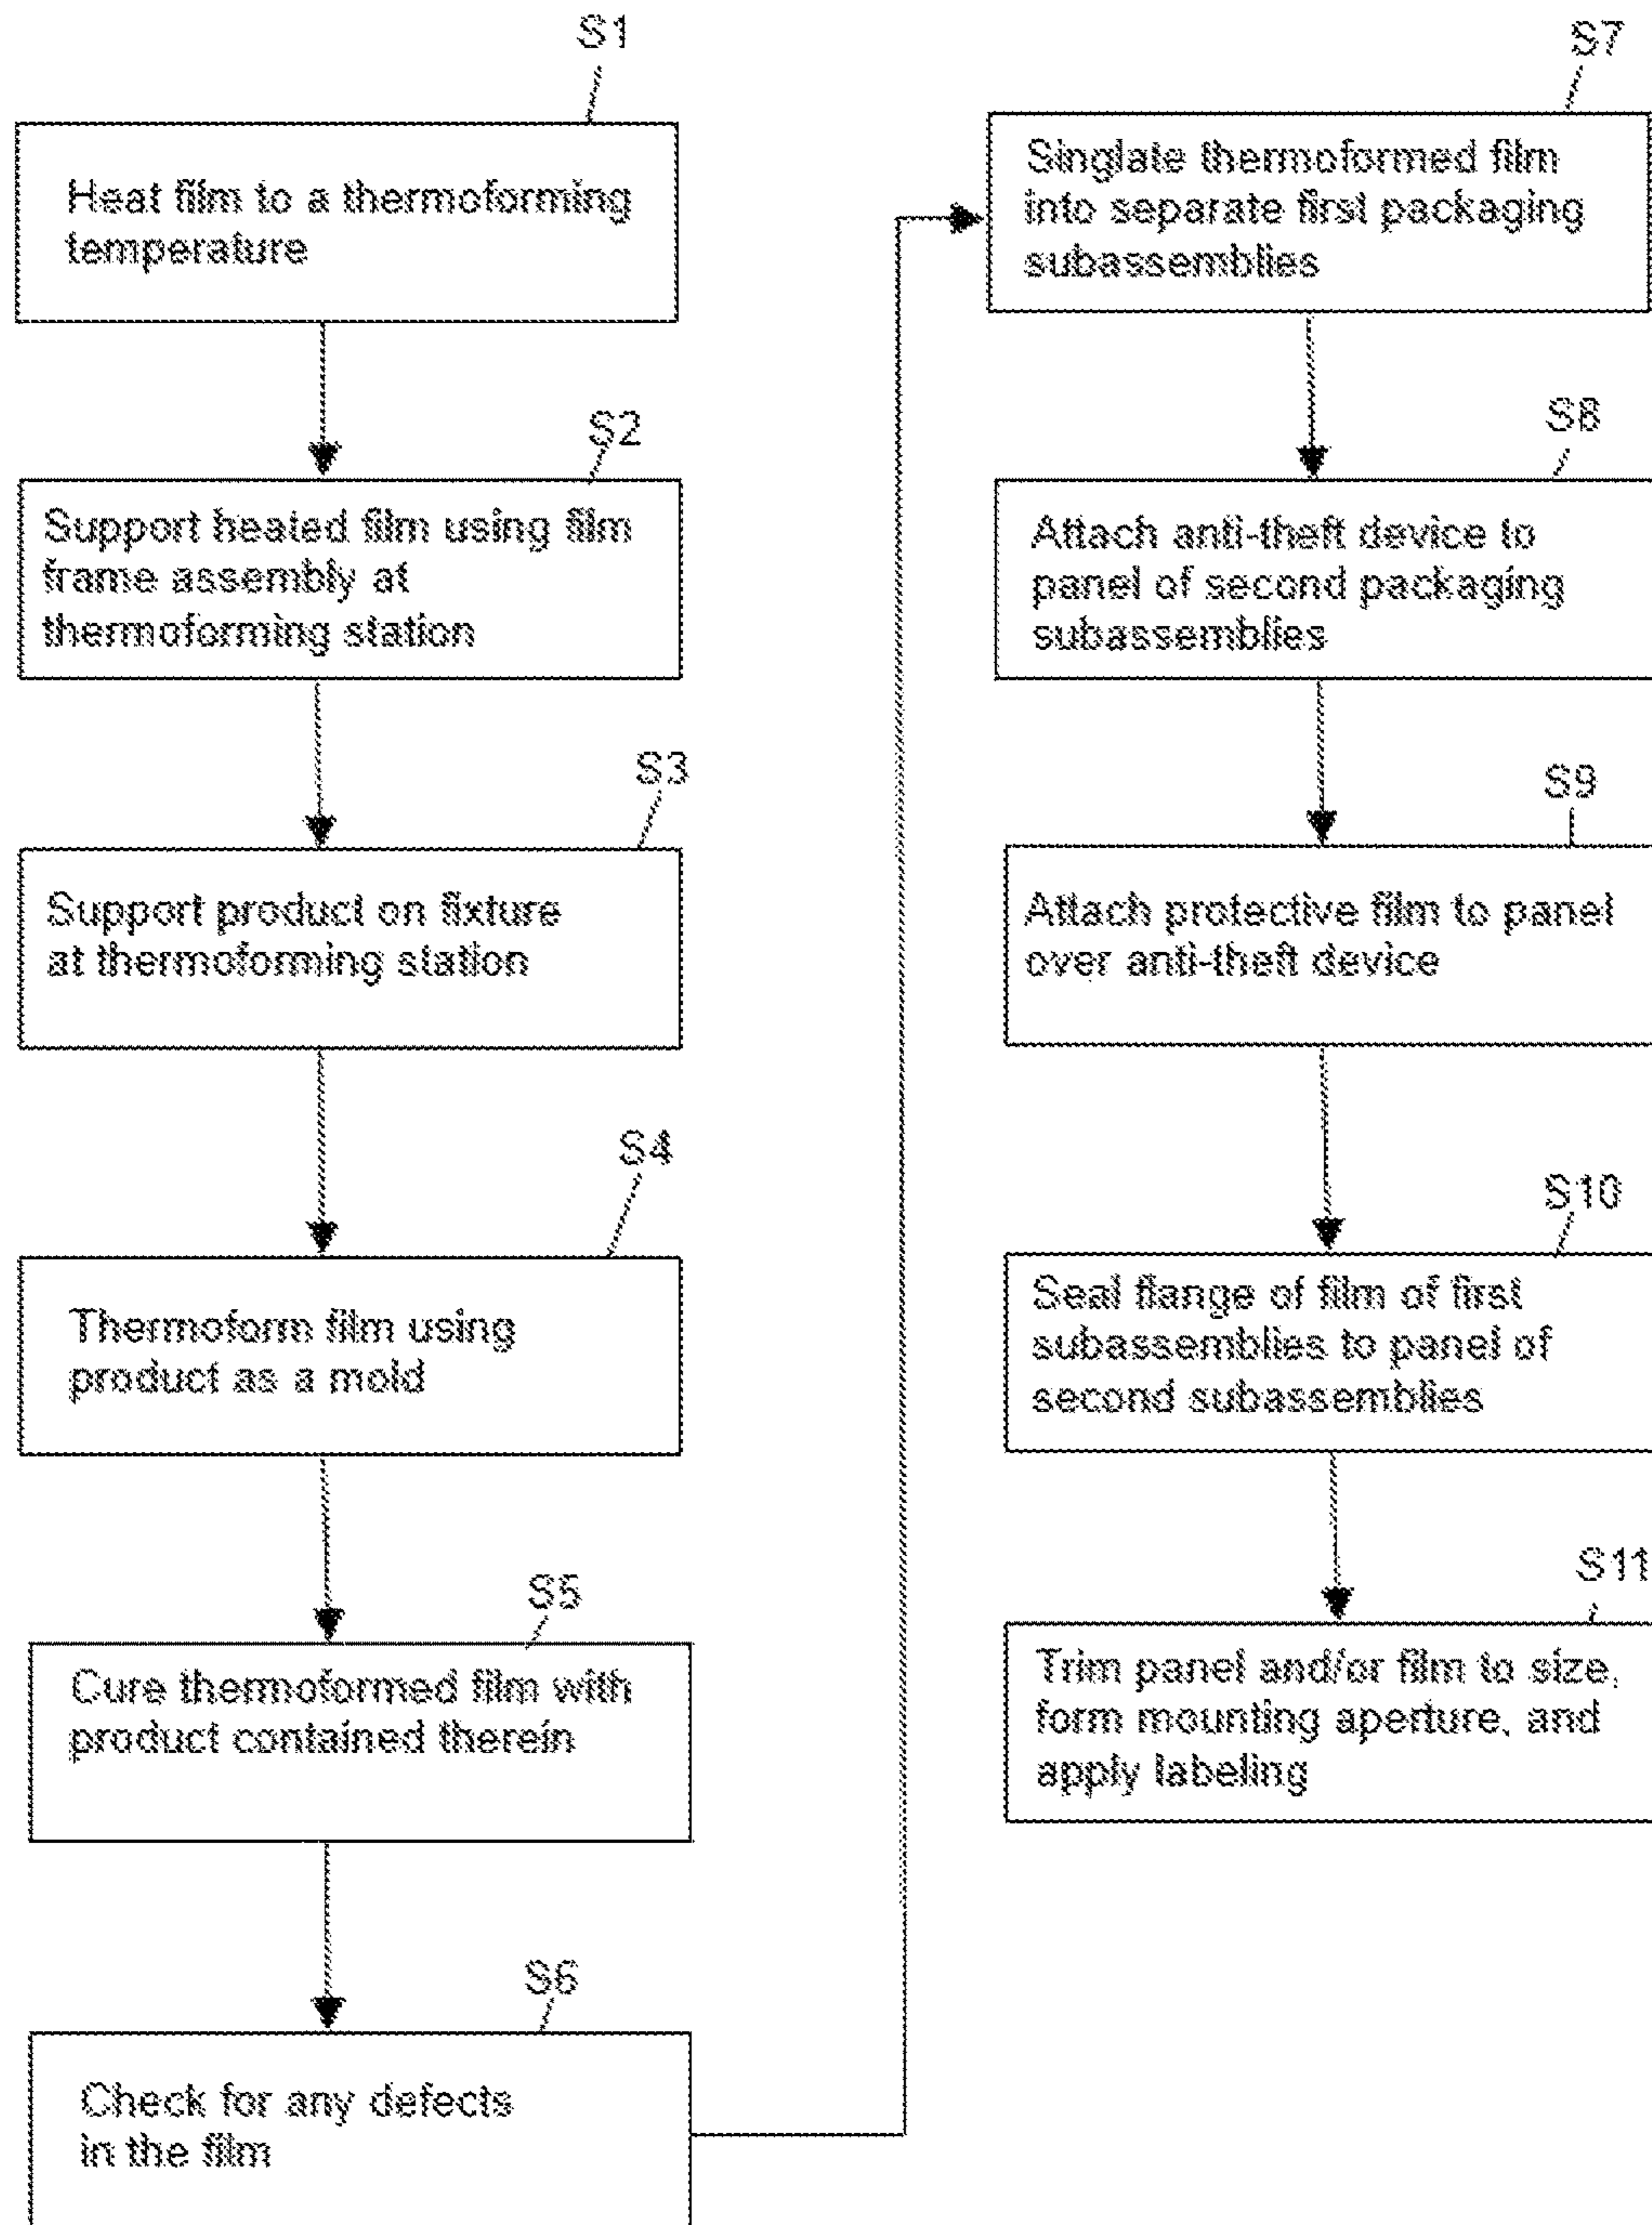 S1
Heat film to a thermoforming
temperature
S2
Support heated film using film
frame assembly at
thermoforming station
S3
Support product on fixture
at thermoforming station
S4
Thermoform film using
product as a mold
S5
Cure thermoformed film with
product contained therein
S6
Check for any defects
in the film
S7
Singlate thermoformed film
into separate first packaging
subassemblies
S8
Attach anti-theft device to
panel of second packaging
subassemblies
S9
Attach protective film to panel
over anti-theft device
S10
Seal flange of film of first
subassemblies to panel of
second subassemblies
S11
Trim panel and/or film to size,
form mounting aperture, and
apply labeling